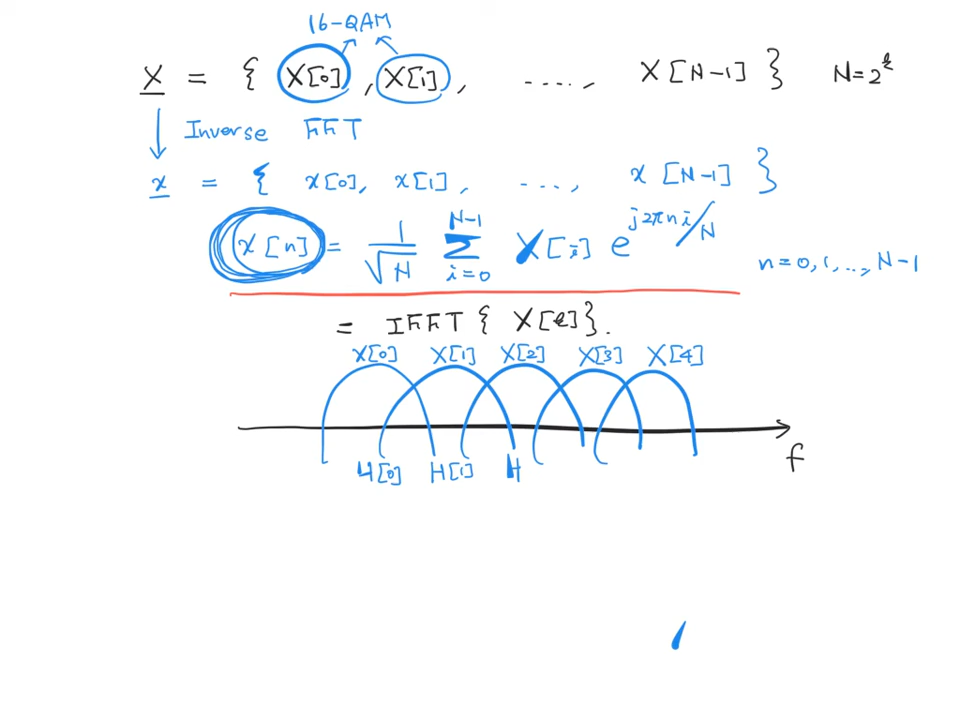 16-QAM
X = { X[0], X[1], ....., X[N-1] } N=2^k
Inverse FFT
x = { x[0], x[1], ..., x[N-1] }
x[n] = 1/√N Σ_{i=0}^{N-1} X[i] e^{j2πni/N} n=0,1,...,N-1
= IFFT { X[k] }.
X[0] X[1] X[2] X[3] X[4]
f
H[0] H[1] H